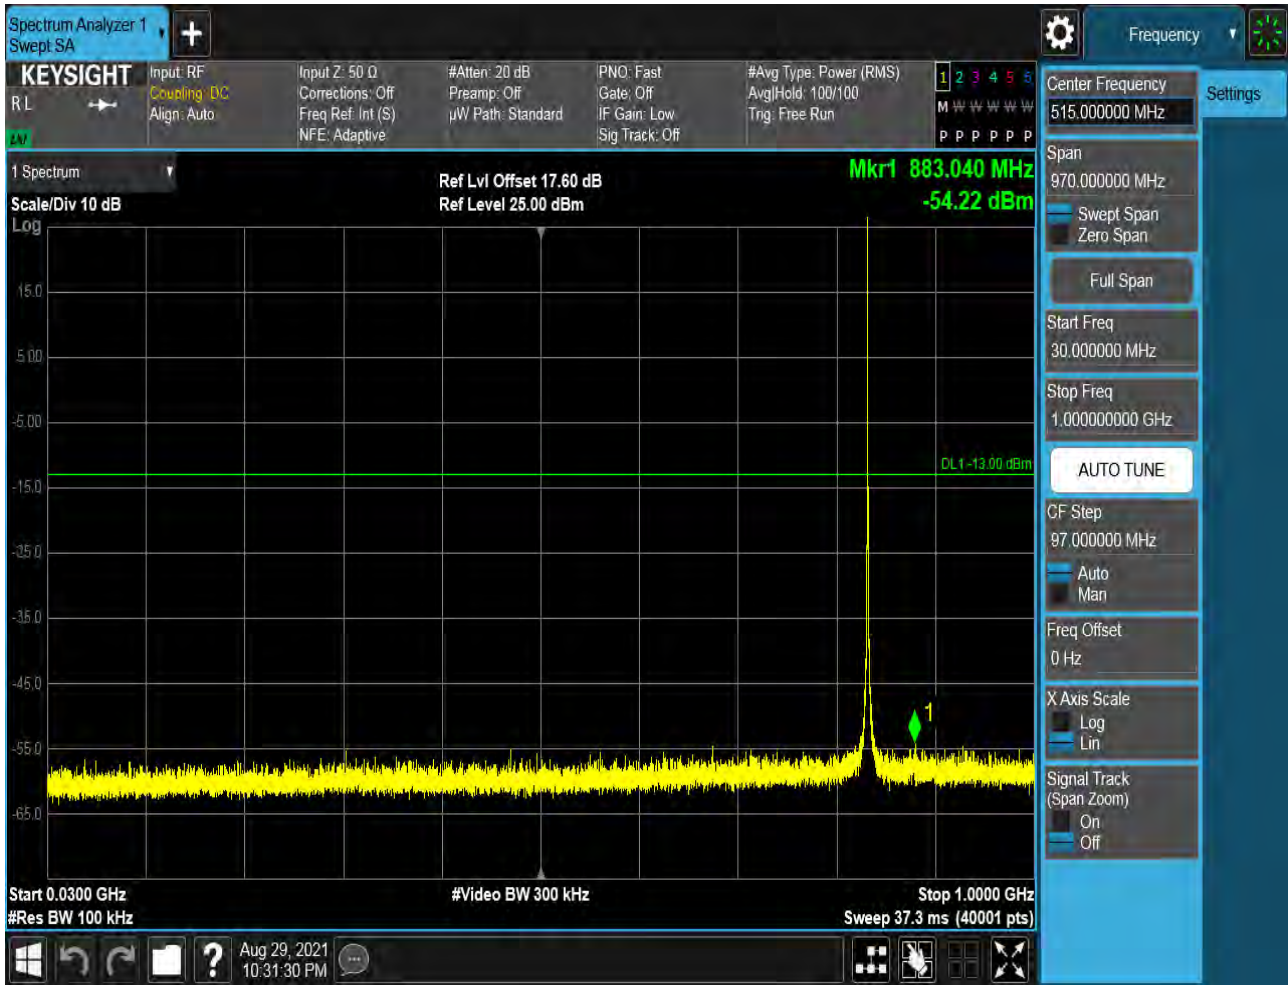 Spectrum Analyzer 1
Swept SA
Frequency
KEYSIGHT
R L
LNI
Input: RF
Coupling: DC
Align: Auto
Input Z: 50 Ω
Corrections: Off
Freq Ref: Int (S)
NFE: Adaptive
#Atten: 20 dB
Preamp: Off
µW Path: Standard
PNO: Fast
Gate: Off
IF Gain: Low
Sig Track: Off
#Avg Type: Power (RMS)
Avg|Hold: 100/100
Trig: Free Run
1 2 3 4 5 6
M W W W W W
P P P P P P
1 Spectrum
Scale/Div 10 dB
Log
Ref Lvl Offset 17.60 dB
Ref Level 25.00 dBm
Mkr1 883.040 MHz
-54.22 dBm
15.0
5.00
-5.00
-15.0
-25.0
-35.0
-45.0
-55.0
-65.0
DL1 -13.00 dBm
1
Start 0.0300 GHz
#Res BW 100 kHz
#Video BW 300 kHz
Stop 1.0000 GHz
Sweep 37.3 ms (40001 pts)
Center Frequency
515.000000 MHz
Settings
Span
970.000000 MHz
Swept Span
Zero Span
Full Span
Start Freq
30.000000 MHz
Stop Freq
1.000000000 GHz
AUTO TUNE
CF Step
97.000000 MHz
Auto
Man
Freq Offset
0 Hz
X Axis Scale
Log
Lin
Signal Track
(Span Zoom)
On
Off
?
Aug 29, 2021
10:31:30 PM